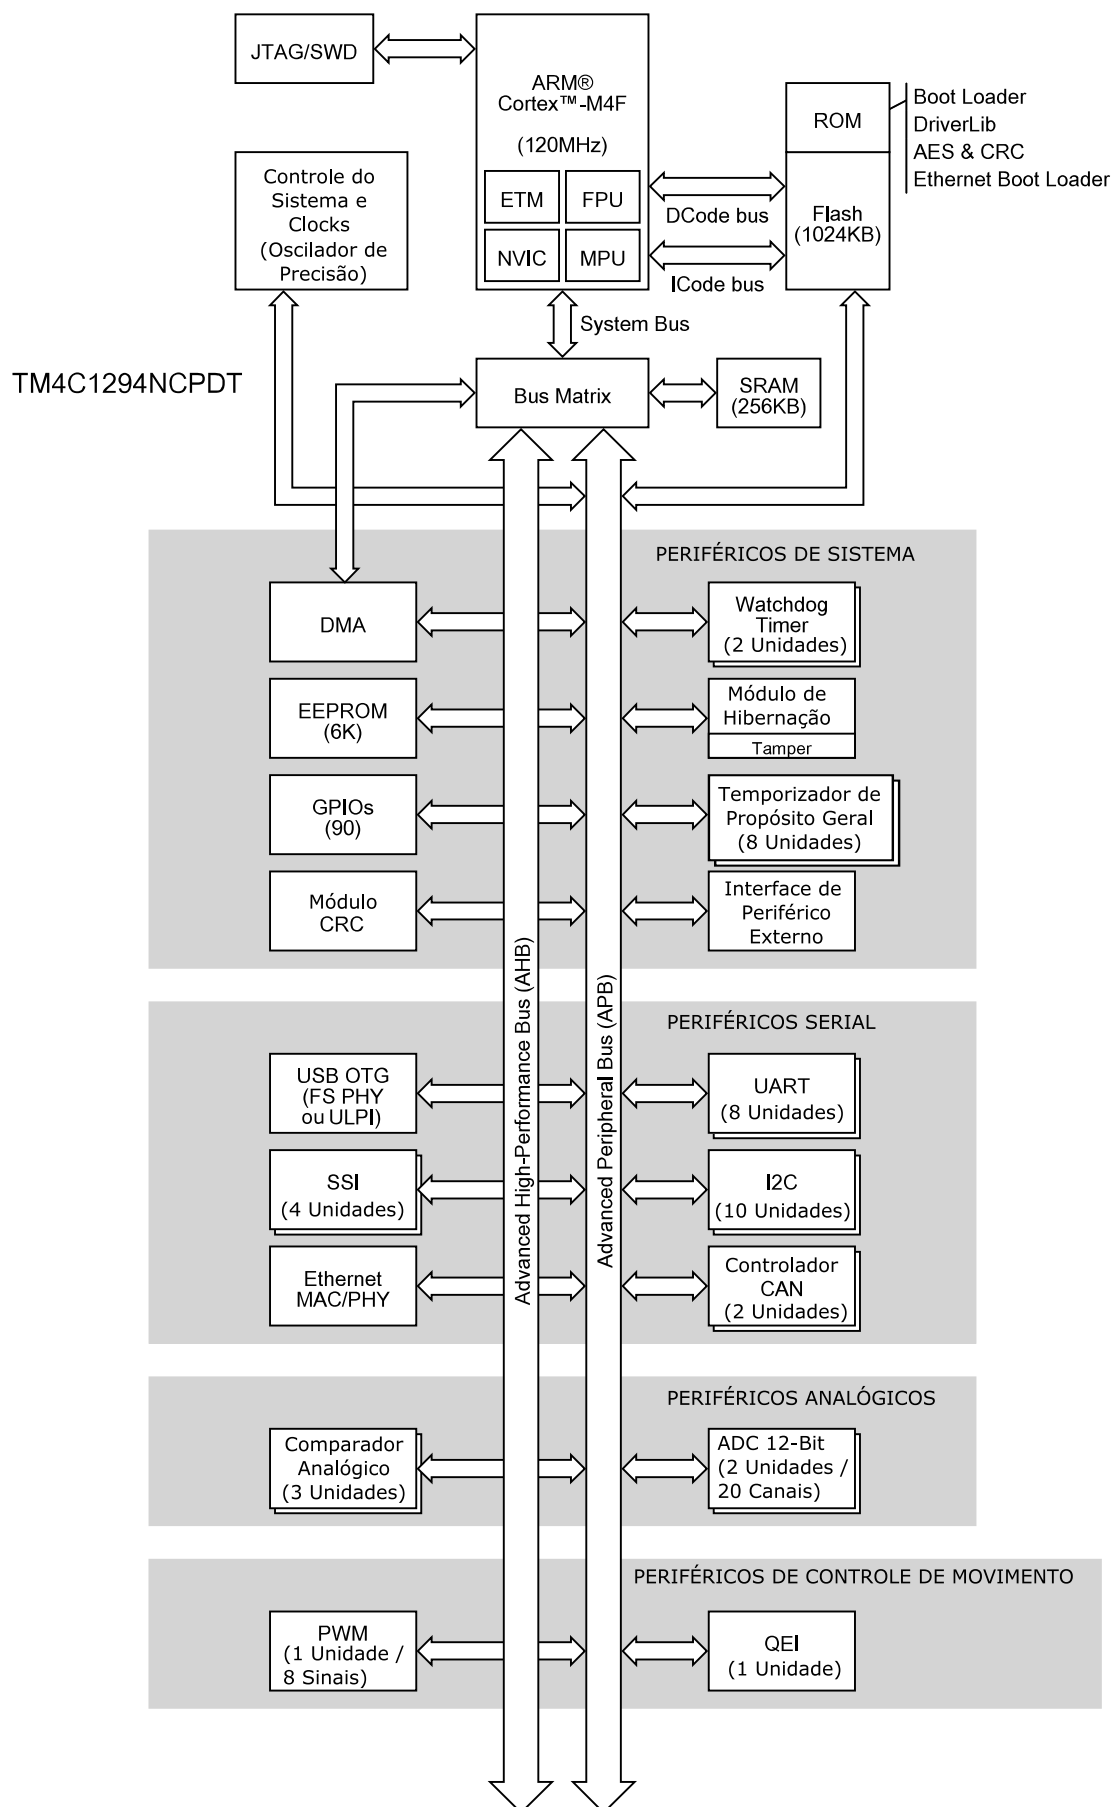 JTAG/SWD
ARM®
Cortex™-M4F
(120MHz)
ETM
FPU
NVIC
MPU
ROM
Boot Loader
DriverLib
AES & CRC
Ethernet Boot Loader
Flash
(1024KB)
Controle do
Sistema e
Clocks
(Oscilador de
Precisão)
DCode bus
ICode bus
System Bus
TM4C1294NCPDT
Bus Matrix
SRAM
(256KB)
PERIFÉRICOS DE SISTEMA
DMA
Watchdog
Timer
(2 Unidades)
EEPROM
(6K)
Módulo de
Hibernação
Tamper
GPIOs
(90)
Temporizador de
Propósito Geral
(8 Unidades)
Módulo
CRC
Interface de
Periférico
Externo
Advanced High-Performance Bus (AHB)
Advanced Peripheral Bus (APB)
PERIFÉRICOS SERIAL
USB OTG
(FS PHY
ou ULPI)
UART
(8 Unidades)
SSI
(4 Unidades)
I2C
(10 Unidades)
Ethernet
MAC/PHY
Controlador
CAN
(2 Unidades)
PERIFÉRICOS ANALÓGICOS
Comparador
Analógico
(3 Unidades)
ADC 12-Bit
(2 Unidades /
20 Canais)
PERIFÉRICOS DE CONTROLE DE MOVIMENTO
PWM
(1 Unidade /
8 Sinais)
QEI
(1 Unidade)